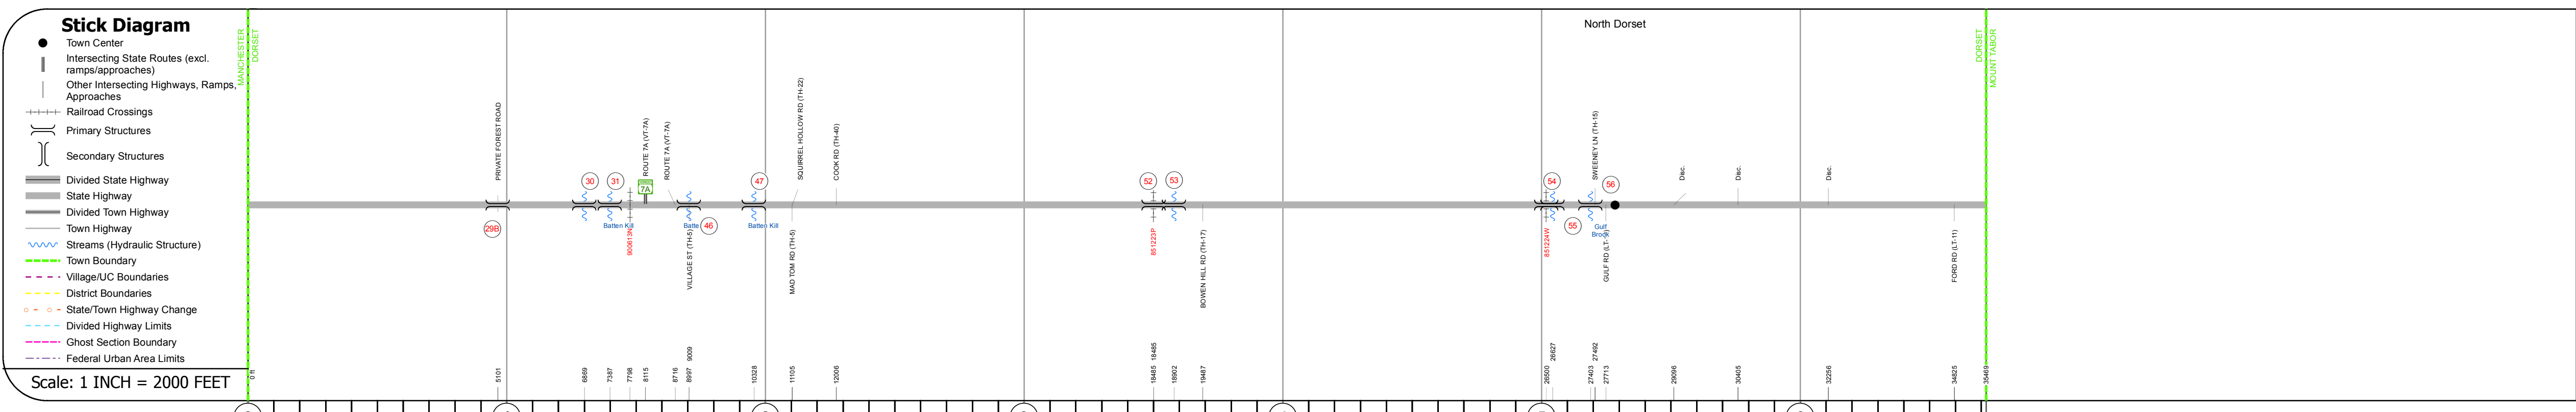 Stick Diagram
Town Center
Intersecting State Routes (excl.
ramps/approaches)
Other Intersecting Highways, Ramps,
Approaches
Railroad Crossings
Primary Structures
Secondary Structures
Divided State Highway
State Highway
Divided Town Highway
Town Highway
Streams (Hydraulic Structure)
Town Boundary
Village/UC Boundaries
District Boundaries
State/Town Highway Change
Divided Highway Limits
Ghost Section Boundary
Federal Urban Area Limits
Scale: 1 INCH = 2000 FEET
MANCHESTER
DORSET
North Dorset
DORSET
MOUNT TABOR
PRIVATE FOREST ROAD
ROUTE 7A (VT-7A)
ROUTE 7A (VT-7A)
SQUIRREL HOLLOW RD (TH-22)
COOK RD (TH-40)
SWEENEY LN (TH-15)
Disc.
Disc.
Disc.
30
31
7A
47
52
53
54
56
29B
46
55
Batten Kill
Batte
Batten Kill
Gulf
Brook
900613N
VILLAGE ST (TH-5)
MAD TOM RD (TH-5)
851223P
BOWEN HILL RD (TH-17)
851224W
FORD RD (LT-11)
0 ft
5101
6869
7387
7798
8115
8716
8997
9009
10328
11105
12006
18485
18485
18902
19487
26500
26627
27403
27492
27713
29096
30405
32256
34825
35469